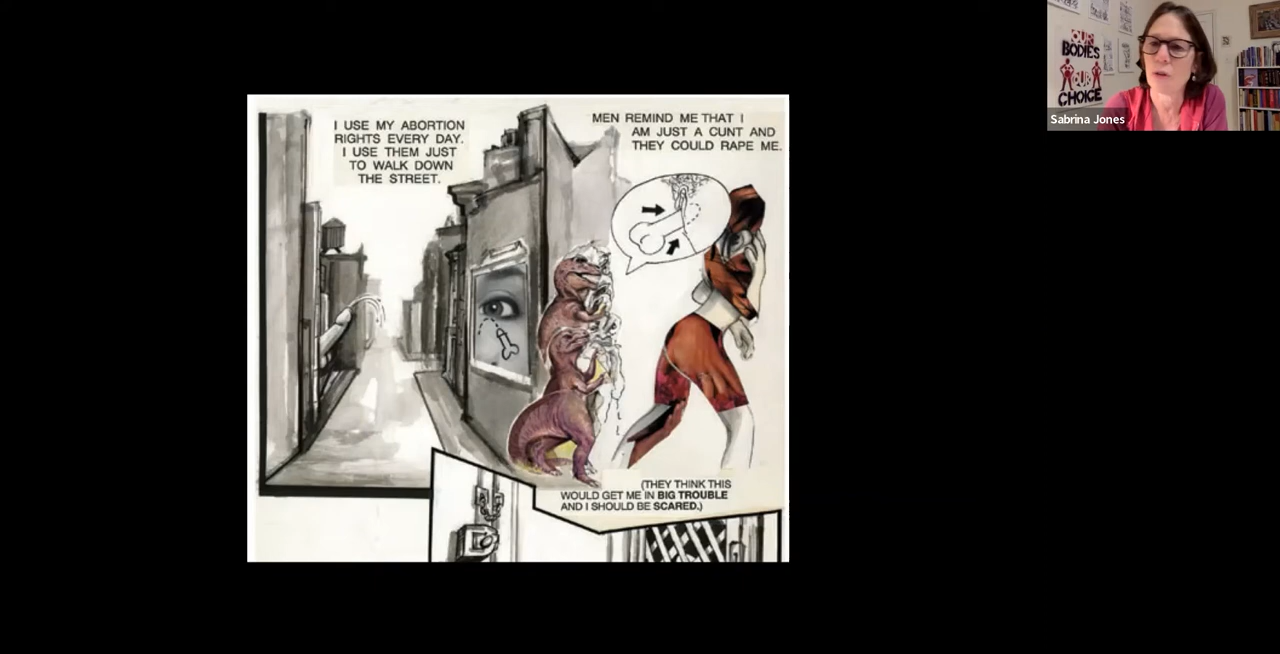 I USE MY ABORTION
RIGHTS EVERY DAY.
I USE THEM JUST
TO WALK DOWN
THE STREET.
MEN REMIND ME THAT I
AM JUST A CUNT AND
THEY COULD RAPE ME.
(THEY THINK THIS
WOULD GET ME IN BIG TROUBLE
AND I SHOULD BE SCARED.)
OUR
BODIES
OUR
CHOICE
Sabrina Jones